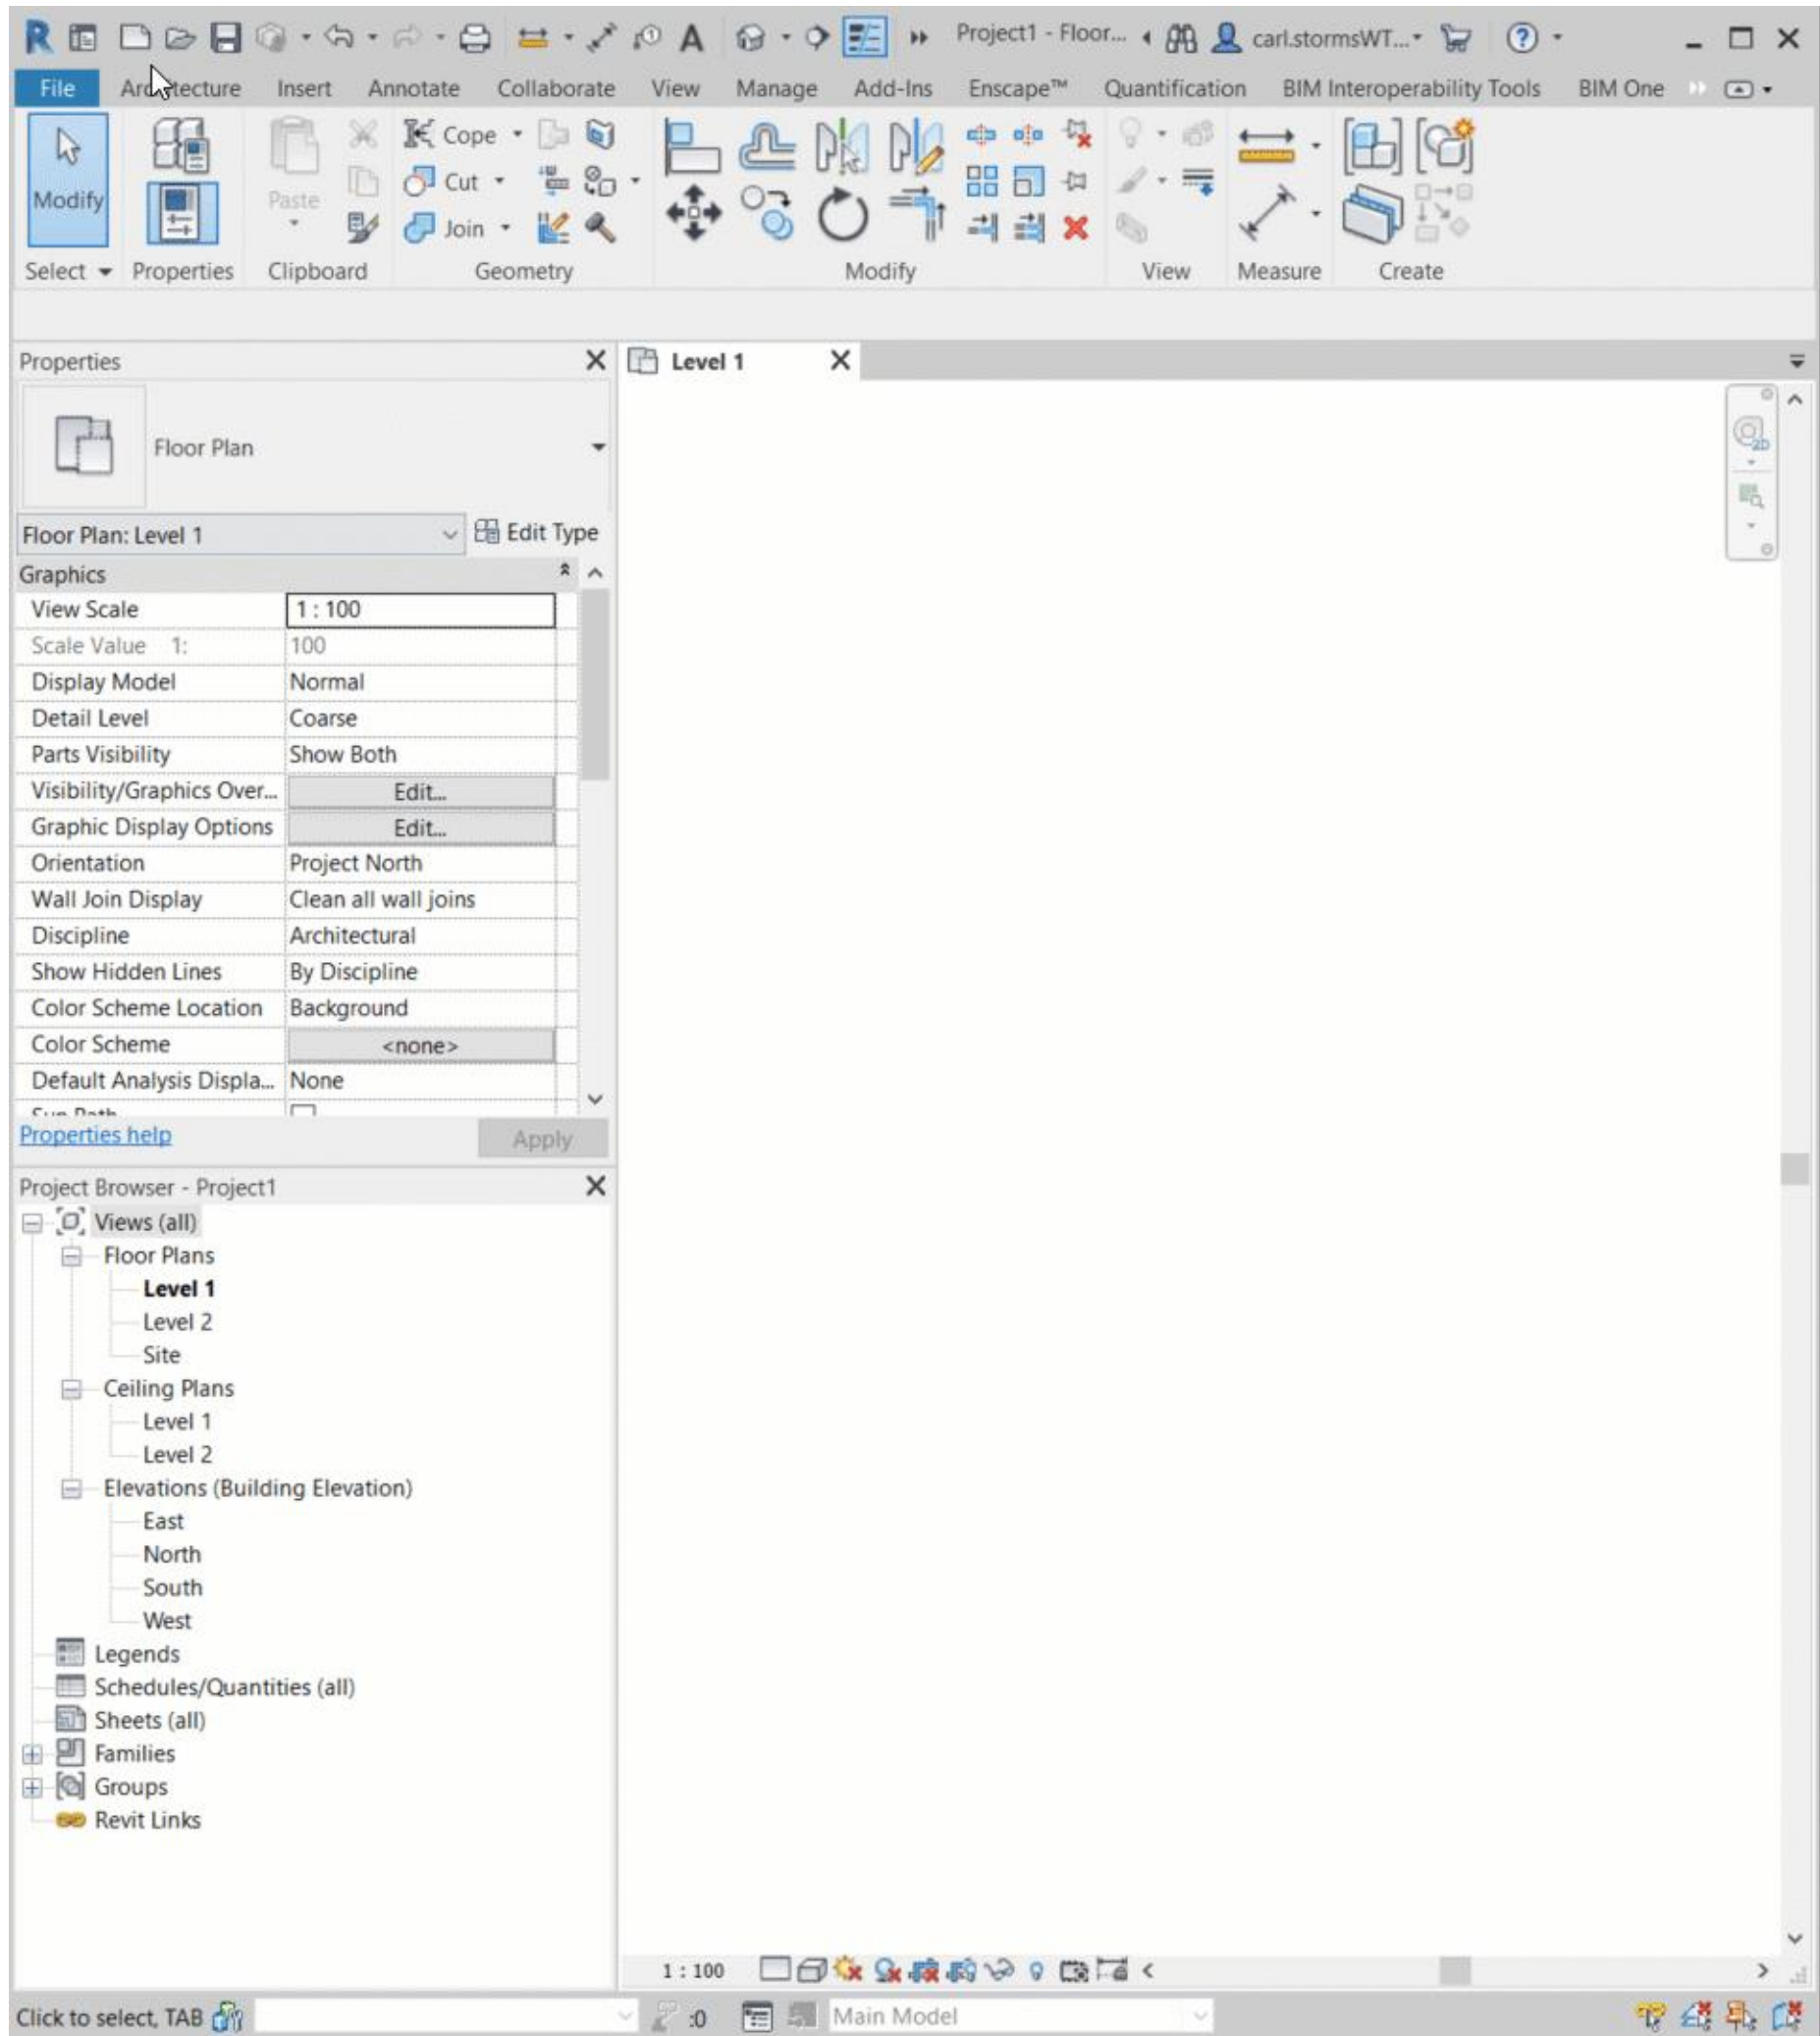 Project1 - Floor... carl.stormsWT...
File Architecture Insert Annotate Collaborate View Manage Add-Ins Enscape™ Quantification BIM Interoperability Tools BIM One
Cope
Modify Paste Cut
Join
Select Properties Clipboard Geometry Modify View Measure Create
Properties
Level 1
Floor Plan
Floor Plan: Level 1 Edit Type
Graphics
View Scale 1 : 100
Scale Value 1: 100
Display Model Normal
Detail Level Coarse
Parts Visibility Show Both
Visibility/Graphics Over... Edit...
Graphic Display Options Edit...
Orientation Project North
Wall Join Display Clean all wall joins
Discipline Architectural
Show Hidden Lines By Discipline
Color Scheme Location Background
Color Scheme <none>
Default Analysis Displa... None
Sun Path
Properties help Apply
Project Browser - Project1
Views (all)
Floor Plans
Level 1
Level 2
Site
Ceiling Plans
Level 1
Level 2
Elevations (Building Elevation)
East
North
South
West
Legends
Schedules/Quantities (all)
Sheets (all)
Families
Groups
Revit Links
1 : 100
Click to select, TAB :0 Main Model